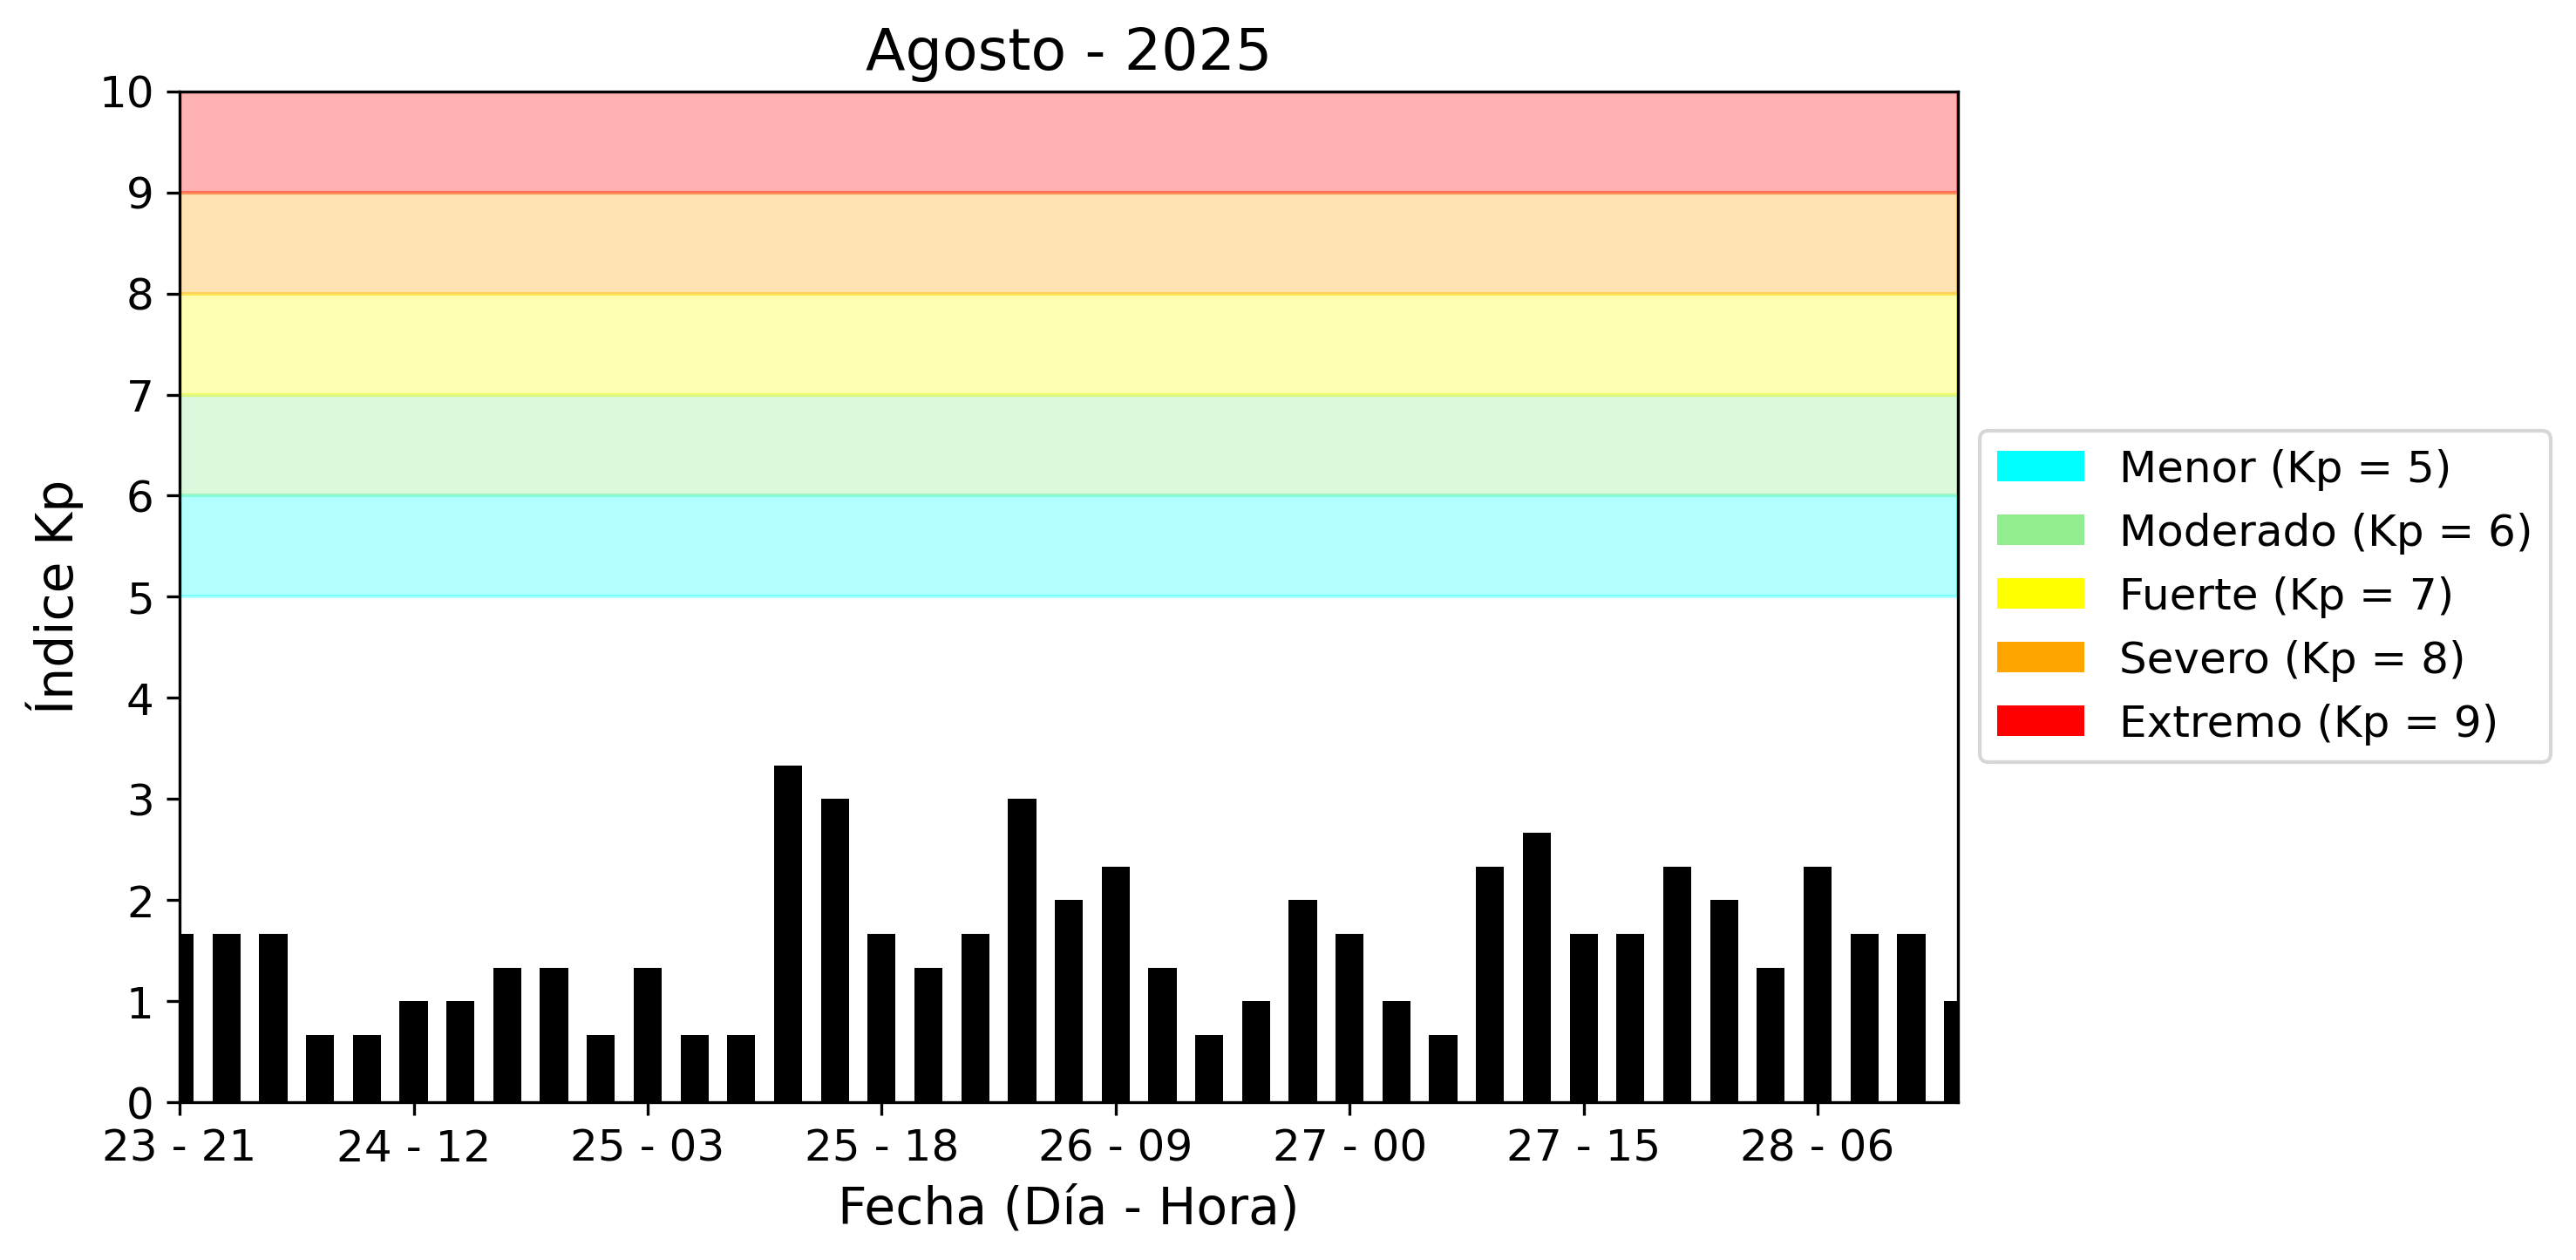 Agosto - 2025
10
9
8
7
6
5
4
3
2
1
0
Índice Kp
23 - 21
24 - 12
25 - 03
25 - 18
26 - 09
27 - 00
27 - 15
28 - 06
Fecha (Día - Hora)
Menor (Kp = 5)
Moderado (Kp = 6)
Fuerte (Kp = 7)
Severo (Kp = 8)
Extremo (Kp = 9)